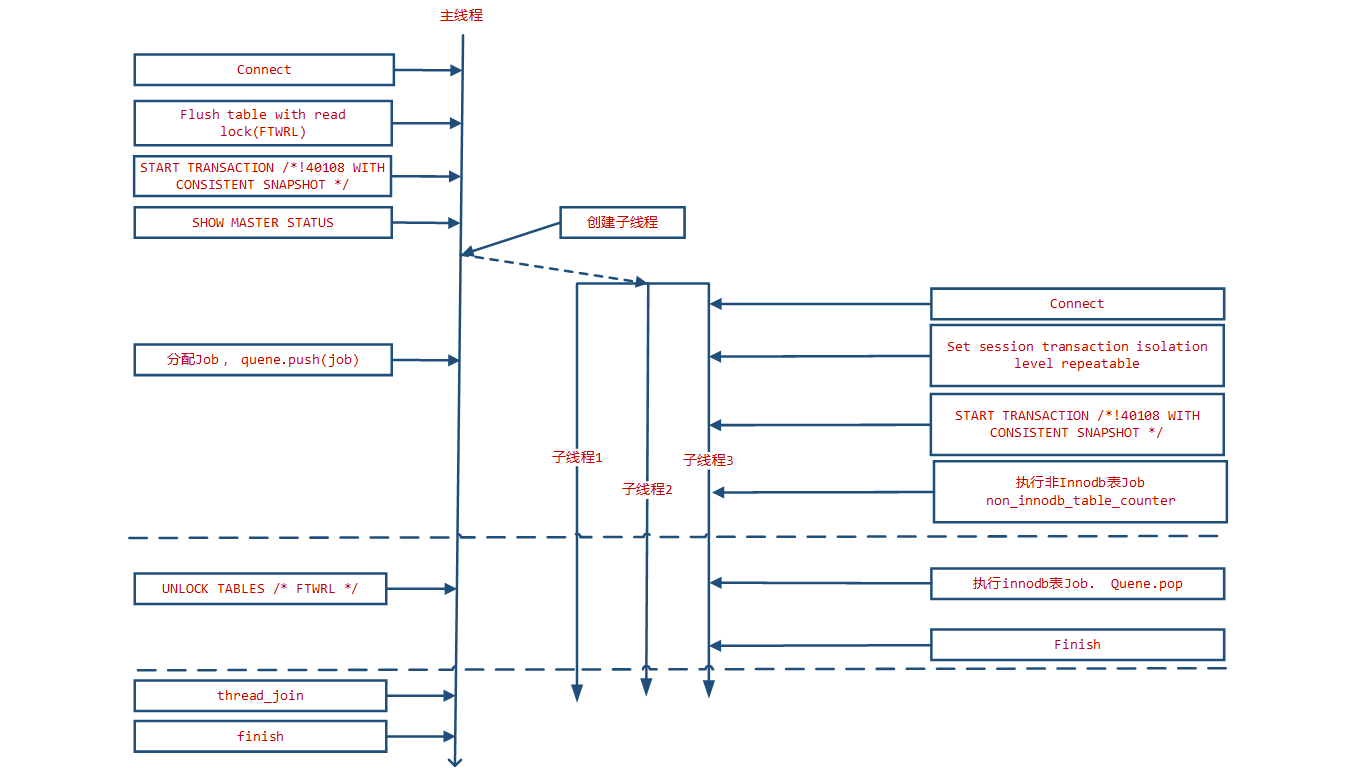 主线程
Connect
Flush table with read
lock(FTWRL)
START TRANSACTION /*!40108 WITH
CONSISTENT SNAPSHOT */
SHOW MASTER STATUS
创建子线程
分配Job , quene.push(job)
Connect
Set session transaction isolation
level repeatable
START TRANSACTION /*!40108 WITH
CONSISTENT SNAPSHOT */
子线程1
子线程2
子线程3
执行非Innodb表Job
non_innodb_table_counter
UNLOCK TABLES /* FTWRL */
执行innodb表Job. Quene.pop
Finish
thread_join
finish